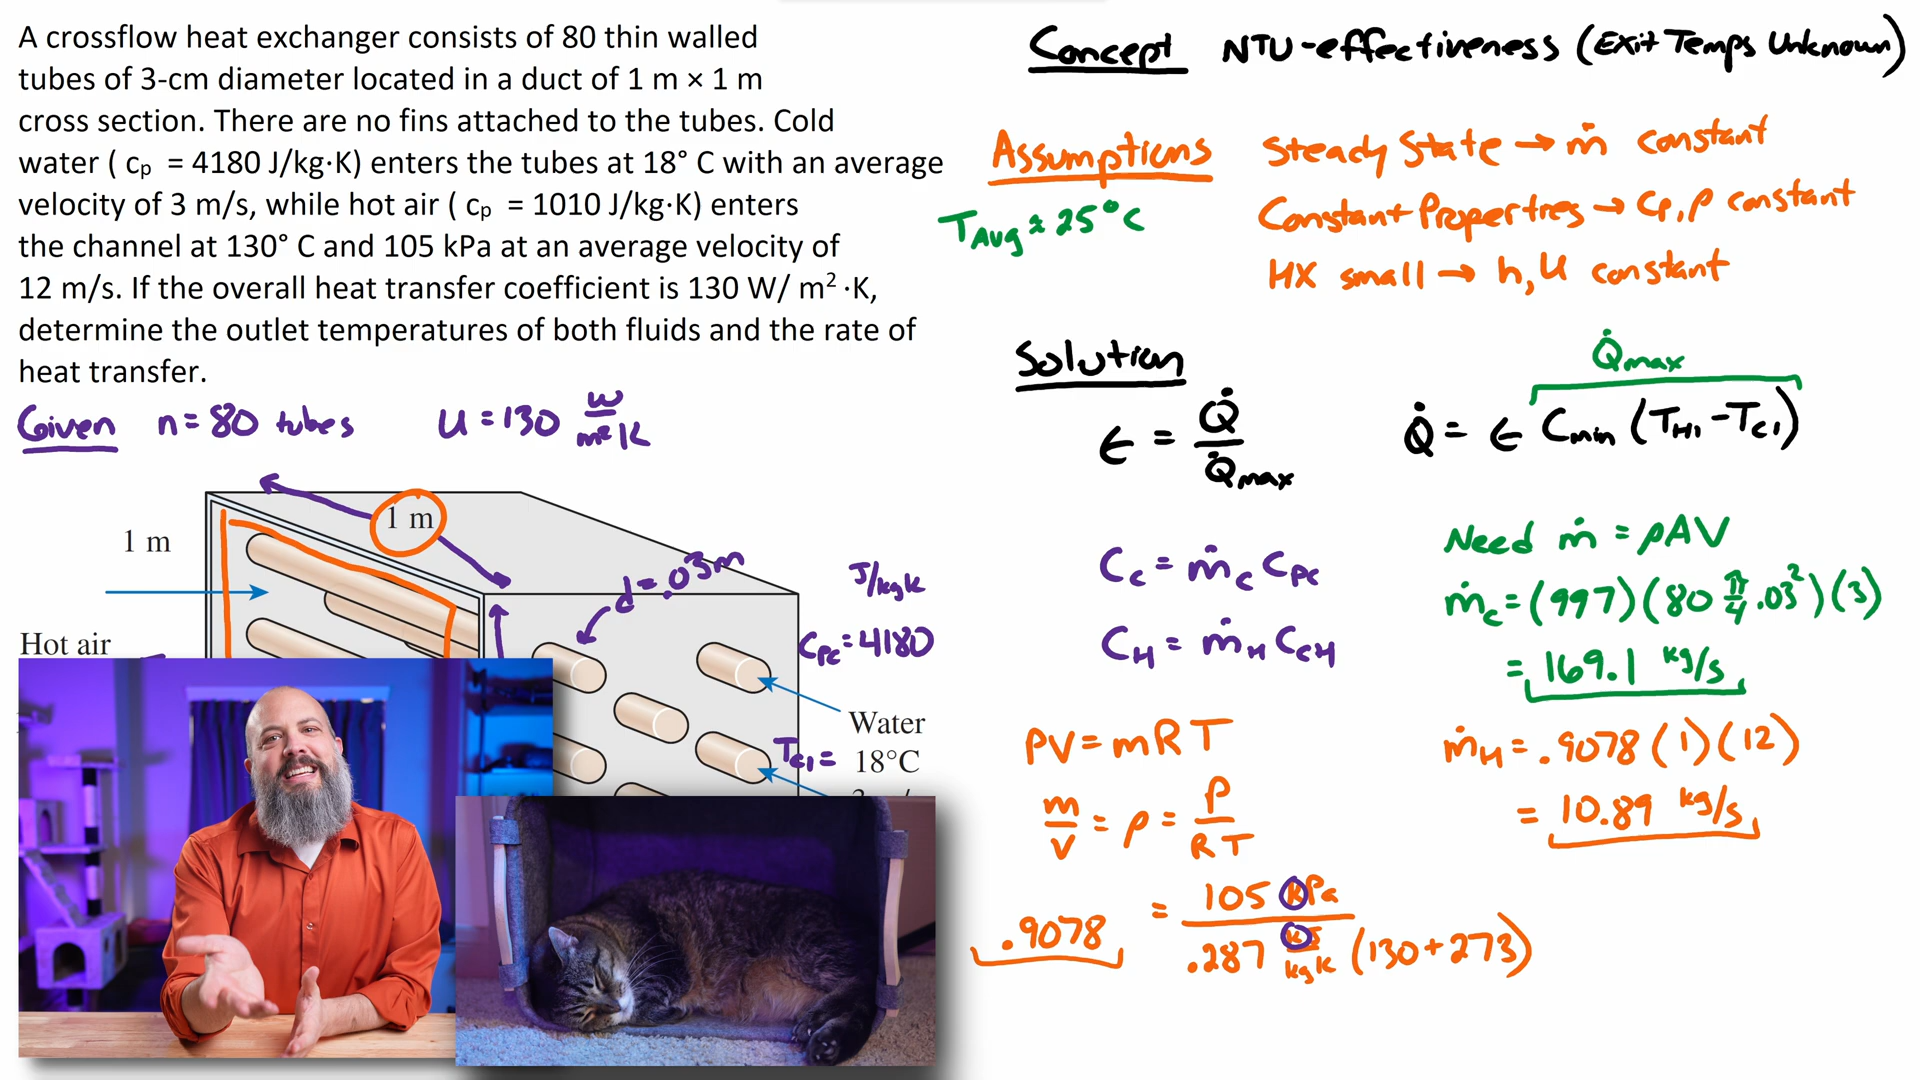 A crossflow heat exchanger consists of 80 thin walled
tubes of 3-cm diameter located in a duct of 1 m × 1 m
cross section. There are no fins attached to the tubes. Cold
water ( cₚ = 4180 J/kg·K) enters the tubes at 18° C with an average
velocity of 3 m/s, while hot air ( cₚ = 1010 J/kg·K) enters
the channel at 130° C and 105 kPa at an average velocity of
12 m/s. If the overall heat transfer coefficient is 130 W/ m² ·K,
determine the outlet temperatures of both fluids and the rate of
heat transfer.
Given n = 80 tubes U = 130 W/m²K
1 m
1 m
d = .03m
Hot air
J/kgK
Cpc = 4180
Water
Tc1 = 18°C
Concept NTU-effectiveness (Exit Temps Unknown)
Assumptions Steady State → ṁ constant
TAvg ≈ 25°C
Constant Properties → Cp, ρ constant
HX small → h, U constant
Solution
Q̇max
ϵ = Q̇/Q̇max
Q̇ = ϵ Cmin (TH1 - Tc1)
Cc = ṁc Cpc
CH = ṁH CcH
Need ṁ = ρAV
ṁc = (997)(80 π/4 .03²)(3)
= 169.1 kg/s
PV = mRT
m/V = ρ = P/RT
= 105 kPa / .287 kJ/kgK (130+273)
.9078
ṁH = .9078 (1)(12)
= 10.89 kg/s